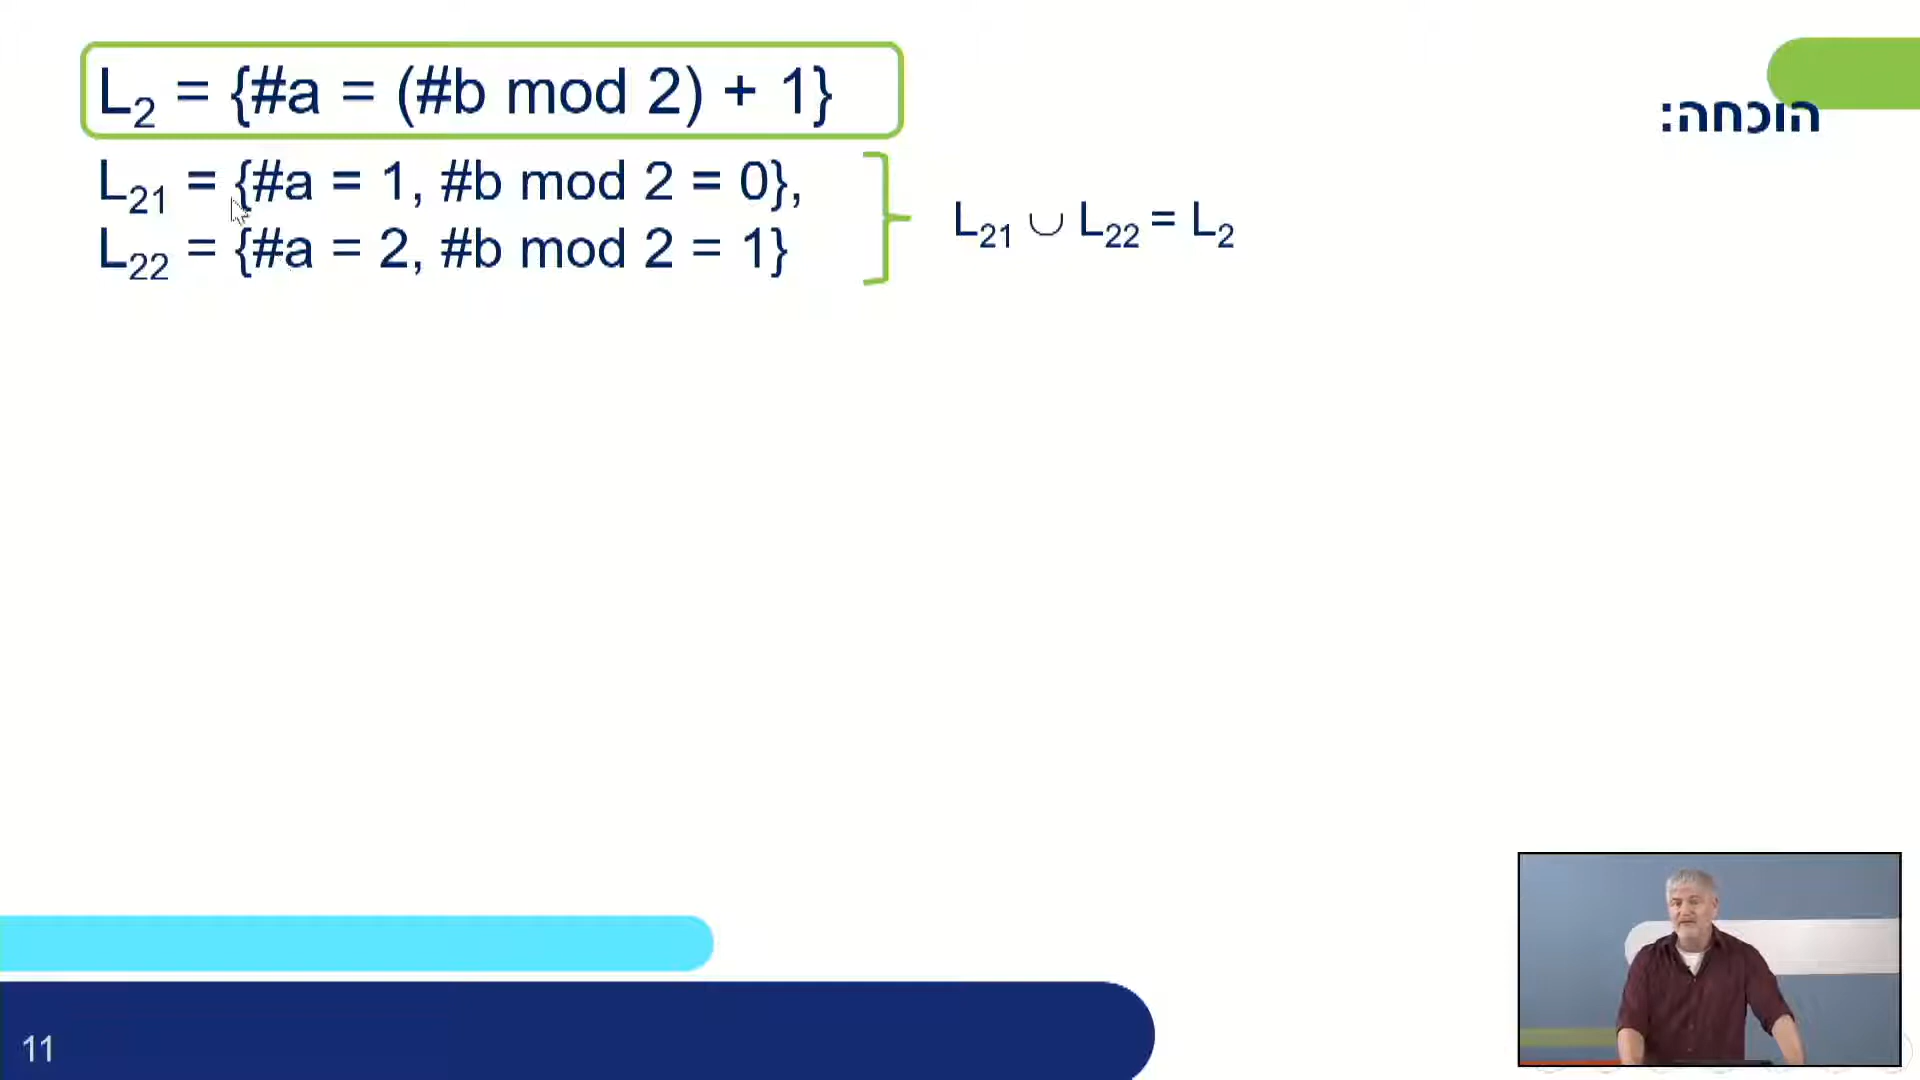 הוכחה:
L₂ = {#a = (#b mod 2) + 1}
L₂₁ = {#a = 1, #b mod 2 = 0},
L₂₂ = {#a = 2, #b mod 2 = 1}
L₂₁ ∪ L₂₂ = L₂
11